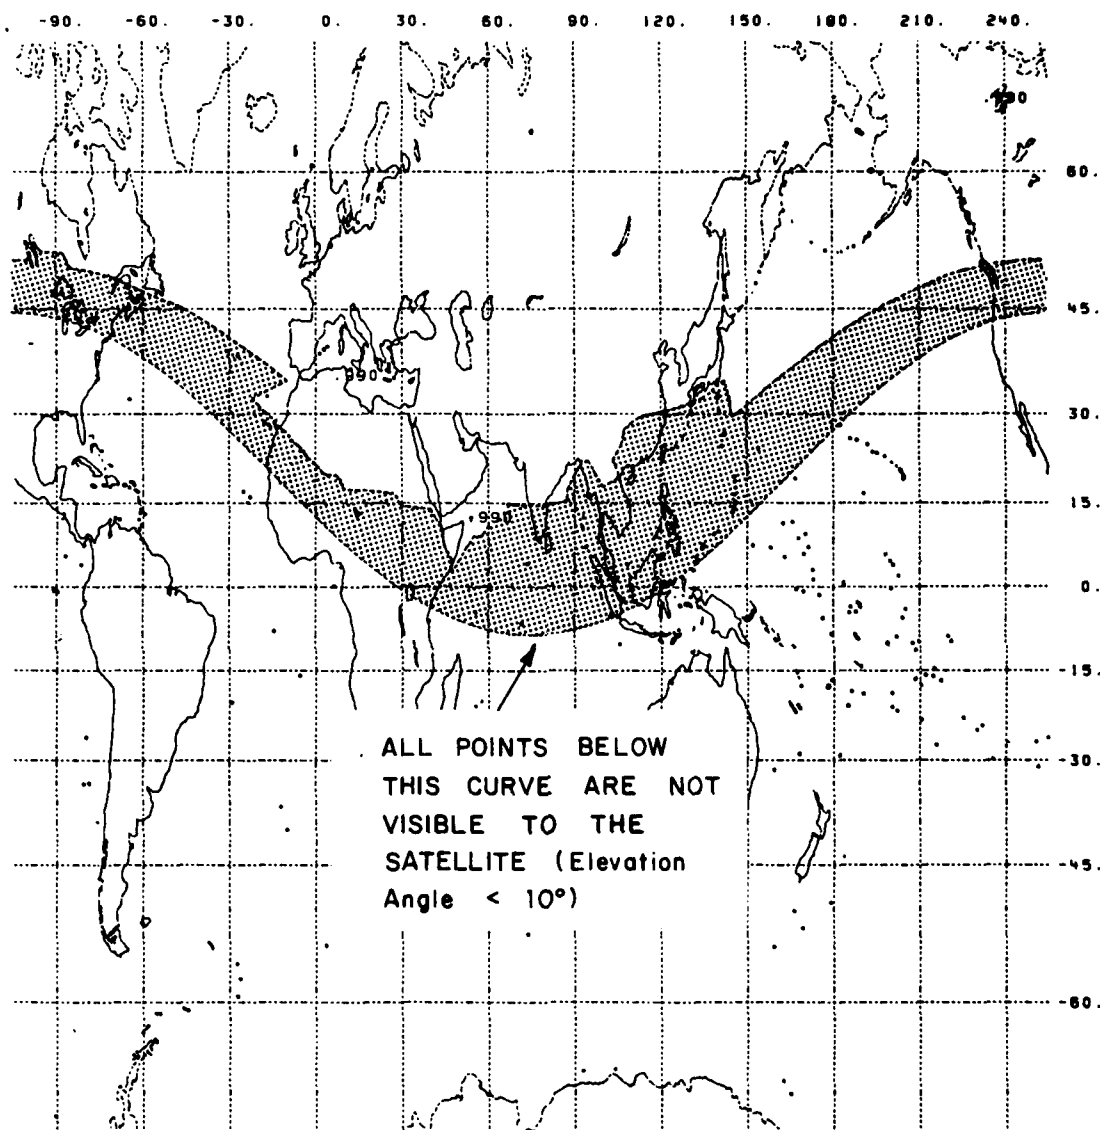 -90. -60. -30. 0. 30. 60. 90. 120. 150. 180. 210. 240.
60.
45.
.990
30.
15.
.990
0.
-15.
ALL POINTS BELOW
THIS CURVE ARE NOT
VISIBLE TO THE
SATELLITE (Elevation
Angle < 10°)
-30.
-45.
-60.